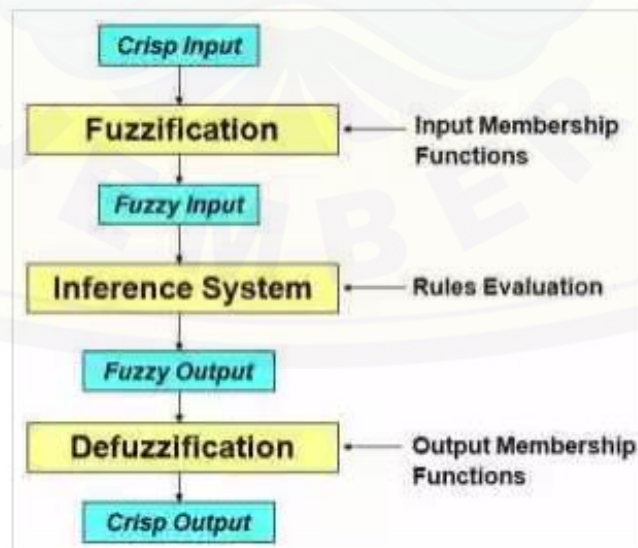 Crisp Input
Fuzzification
Input Membership
Functions
Fuzzy Input
Inference System
Rules Evaluation
Fuzzy Output
Defuzzification
Output Membership
Functions
Crisp Output